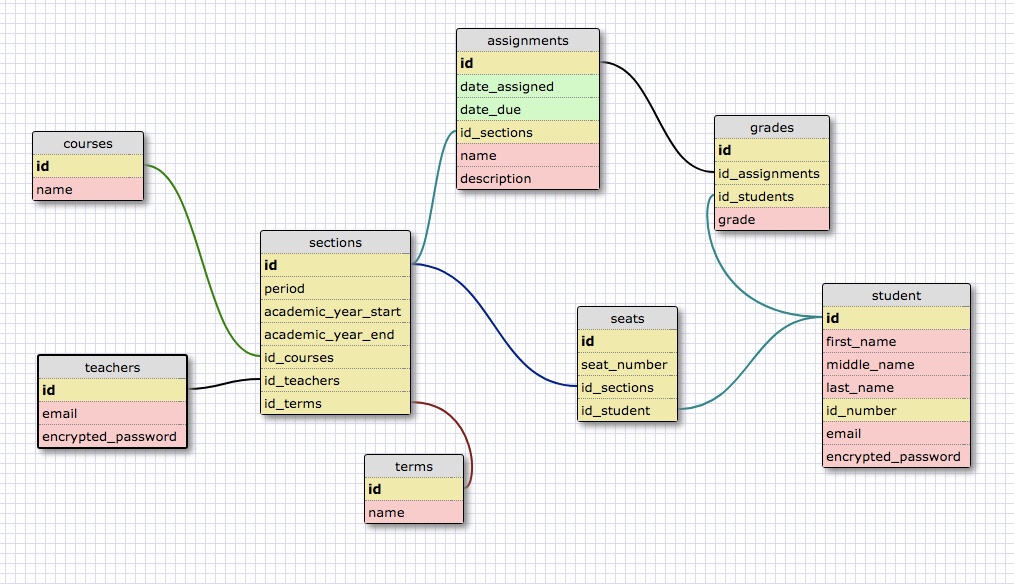 assignments
id
date_assigned
date_due
id_sections
name
description
courses
id
name
grades
id
id_assignments
id_students
grade
sections
id
period
academic_year_start
academic_year_end
id_courses
id_teachers
id_terms
student
id
first_name
middle_name
last_name
id_number
email
encrypted_password
seats
id
seat_number
id_sections
id_student
teachers
id
email
encrypted_password
terms
id
name